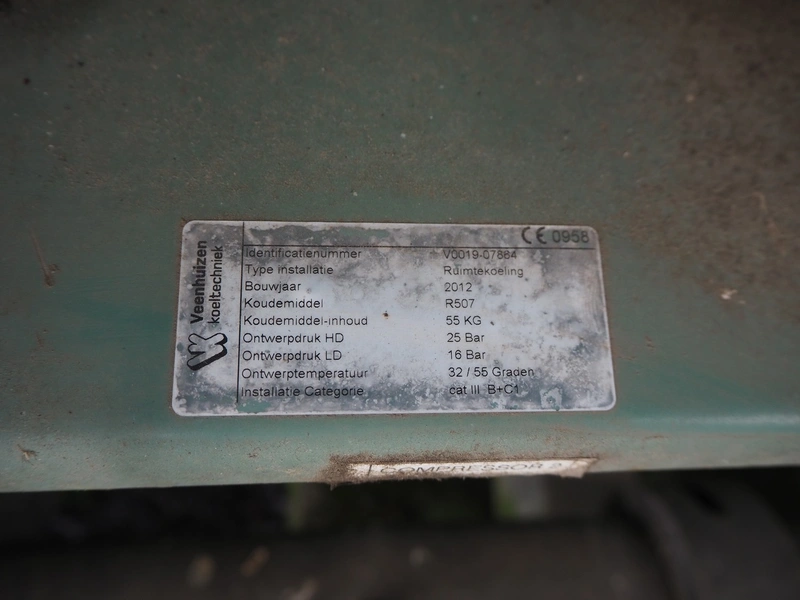 Veenhuizen
koeltechniek
CE 0958
Identificatienummer V0019-07884
Type installatie Ruimtekoeling
Bouwjaar 2012
Koudemiddel R507
Koudemiddel-inhoud 55 KG
Ontwerpdruk HD 25 Bar
Ontwerpdruk LD 16 Bar
Ontwerptemperatuur 32 / 55 Graden
Installatie Categorie cat III B+C1
COMPRESSOR